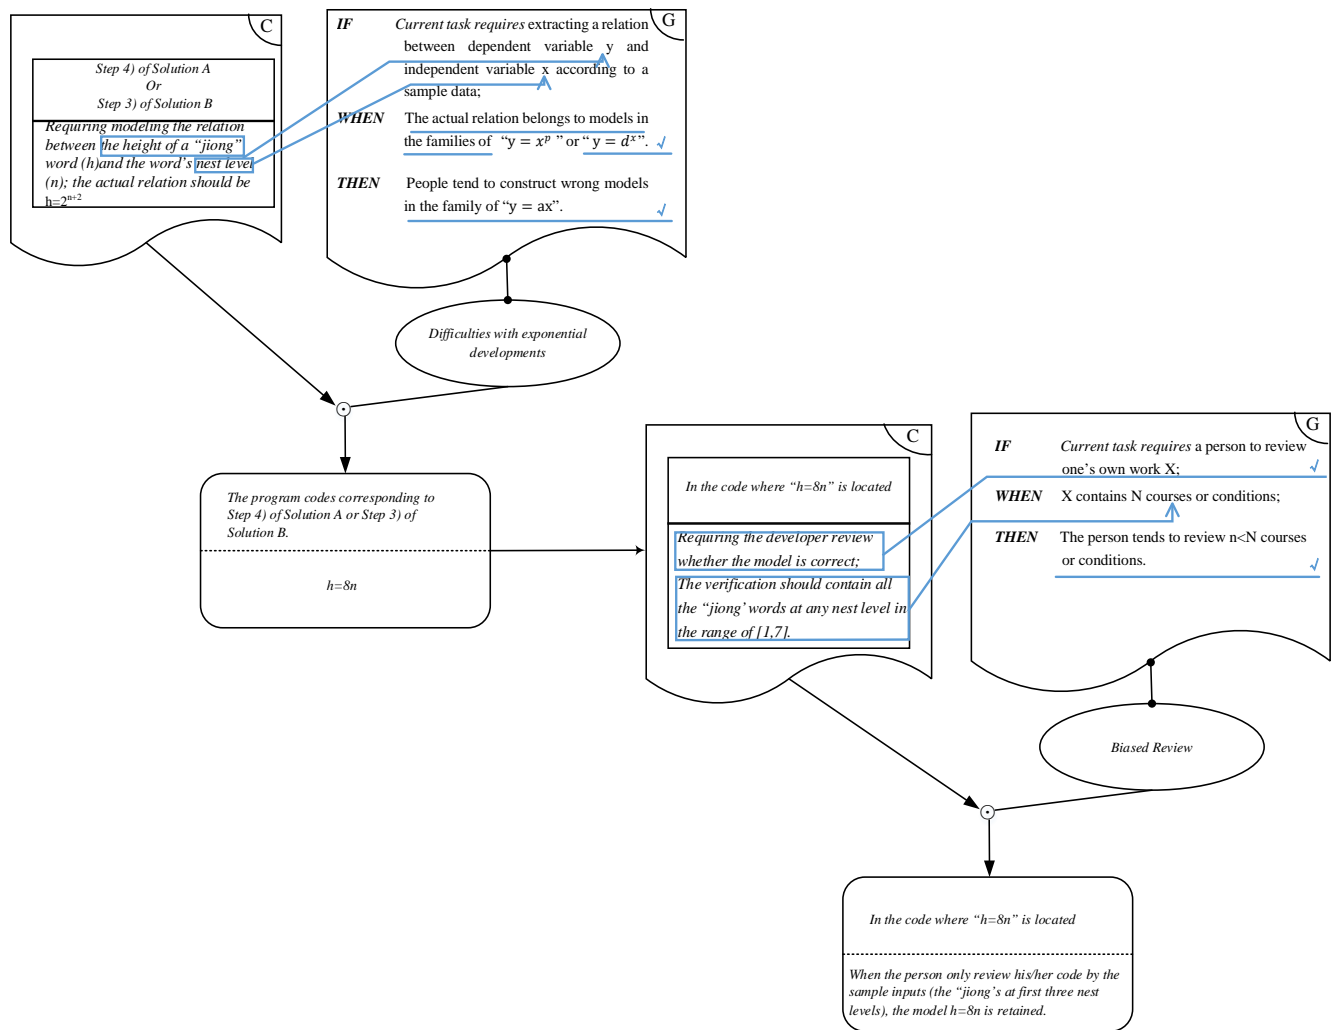 C
Step 4) of Solution A
Or
Step 3) of Solution B
Requiring modeling the relation
between the height of a “jiong”
word (h)and the word’s nest level
(n); the actual relation should be
h=2ⁿ⁺²
G
IF Current task requires extracting a relation
between dependent variable y and
independent variable x according to a
sample data;
WHEN The actual relation belongs to models in
the families of “y = xᵖ ” or “ y = dˣ”. √
THEN People tend to construct wrong models
in the family of “y = ax”. √
Difficulties with exponential
developments
The program codes corresponding to
Step 4) of Solution A or Step 3) of
Solution B.
h=8n
C
In the code where “h=8n” is located
Requiring the developer review
whether the model is correct;
The verification should contain all
the “jiong’ words at any nest level in
the range of [1,7].
G
IF Current task requires a person to review
one’s own work X; √
WHEN X contains N courses or conditions;
THEN The person tends to review n<N courses
or conditions. √
Biased Review
In the code where “h=8n” is located
When the person only review his/her code by the
sample inputs (the “jiong’s at first three nest
levels), the model h=8n is retained.